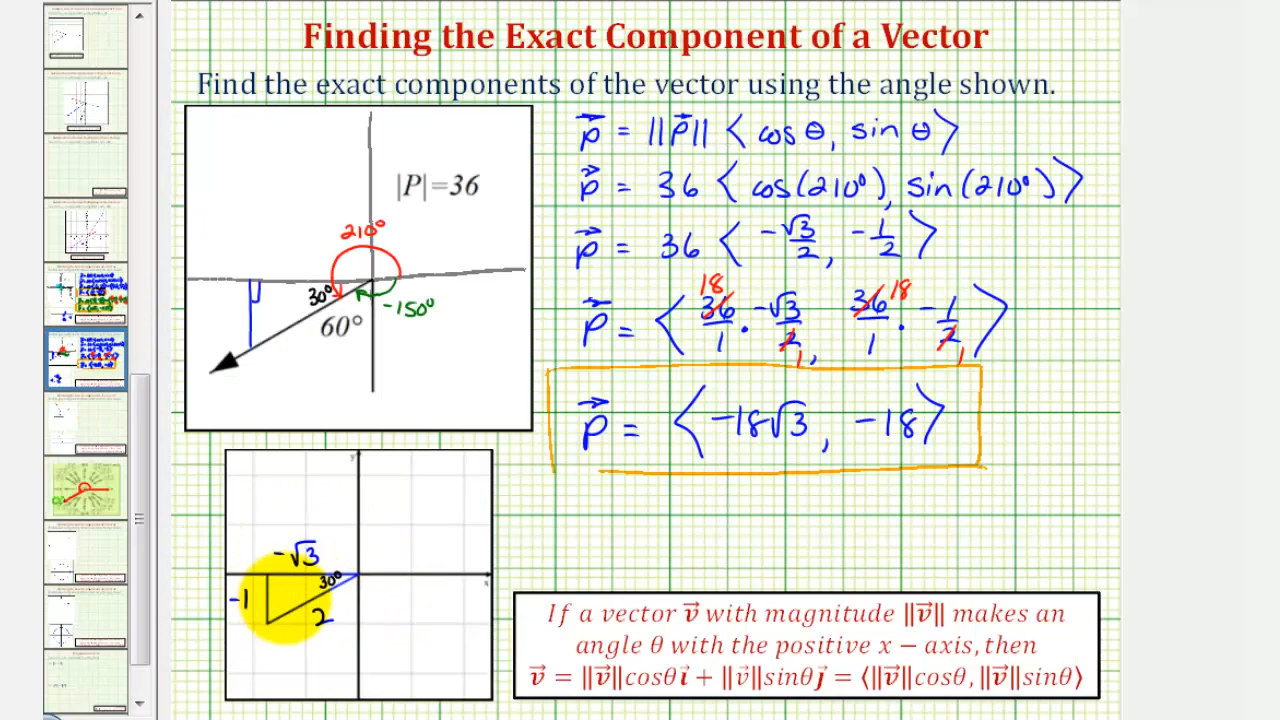 Finding the Exact Component of a Vector
Find the exact components of the vector using the angle shown.
|P|=36
210°
30°
-150°
60°
p⃗ = ||p⃗|| ⟨ cos θ, sin θ ⟩
p⃗ = 36 ⟨ cos(210°), sin(210°) ⟩
p⃗ = 36 ⟨ -√3/2, -1/2 ⟩
18 18
p⃗ = ⟨ 36/1 · -√3/2, 36/1 · -1/2 ⟩
1 1
p⃗ = ⟨ -18√3, -18 ⟩
y
-√3
30°
x
-1
2
If a vector v⃗ with magnitude ‖v⃗‖ makes an
angle θ with the positive x − axis, then
v⃗ = ‖v⃗‖cosθi⃗ + ‖v⃗‖sinθj⃗ = ⟨‖v⃗‖cosθ, ‖v⃗‖sinθ⟩